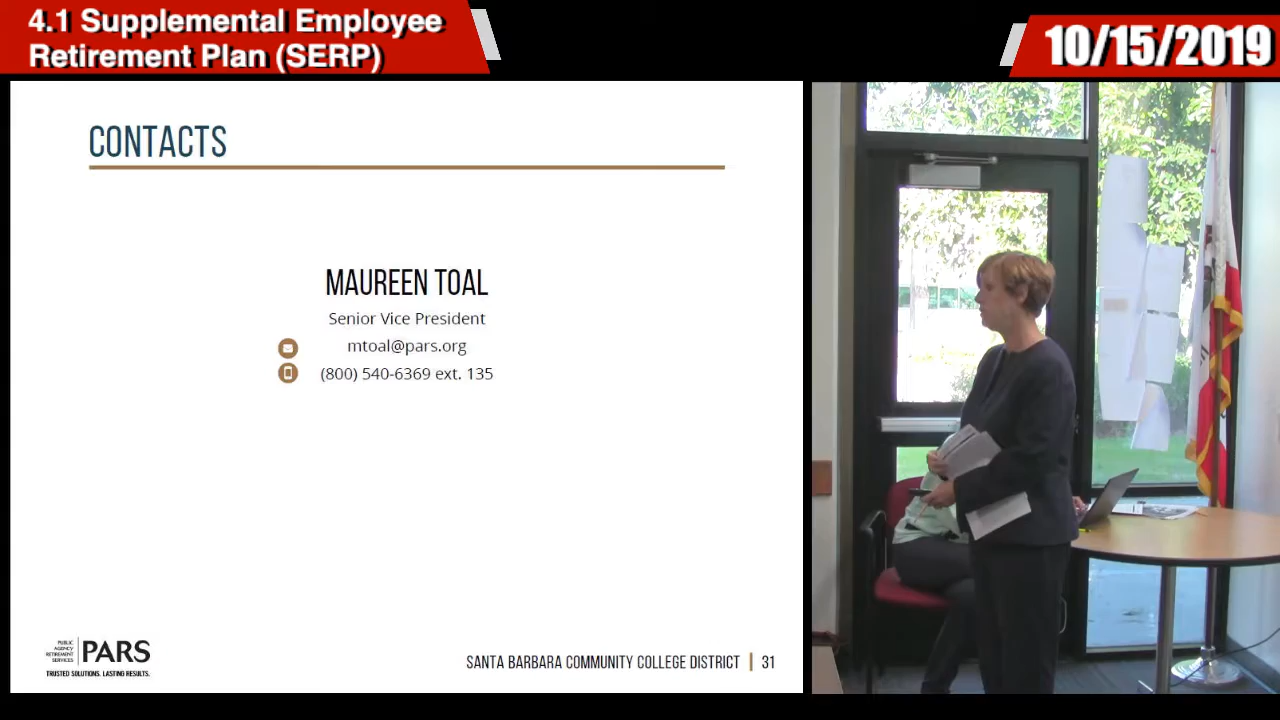 4.1 Supplemental Employee
Retirement Plan (SERP)
10/15/2019
CONTACTS
MAUREEN TOAL
Senior Vice President
mtoal@pars.org
(800) 540-6369 ext. 135
PUBLIC
AGENCY
RETIREMENT
SERVICES
PARS
TRUSTED SOLUTIONS. LASTING RESULTS.
SANTA BARBARA COMMUNITY COLLEGE DISTRICT | 31